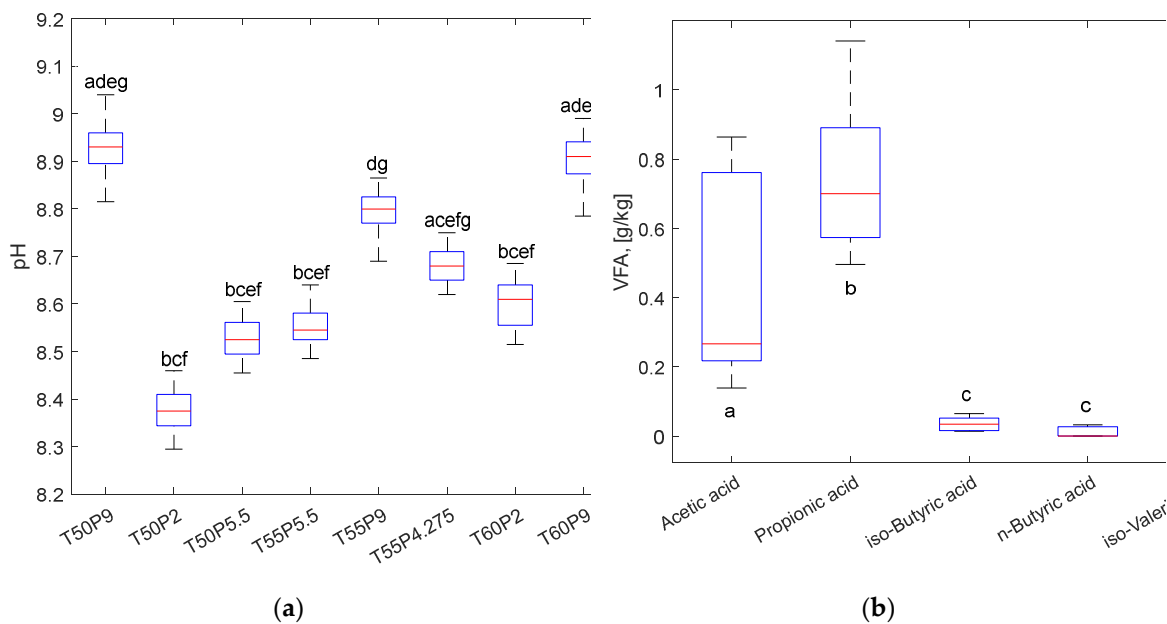 9.2
9.1
9
8.9
8.8
8.7
8.6
8.5
8.4
8.3
8.2
pH
adeg
bcf
bcef
bcef
dg
acefg
bcef
ade
T50P9
T50P2
T50P5.5
T55P5.5
T55P9
T55P4.275
T60P2
T60P9
(a)
1
0.8
0.6
0.4
0.2
0
VFA, [g/kg]
a
b
c
c
Acetic acid
Propionic acid
iso-Butyric acid
n-Butyric acid
iso-Valeri
(b)